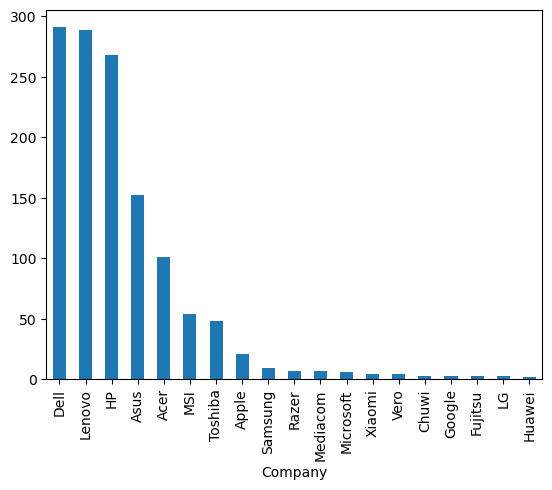 300
250
200
150
100
50
0
Dell
Lenovo
HP
Asus
Acer
MSI
Toshiba
Apple
Samsung
Razer
Mediacom
Microsoft
Xiaomi
Vero
Chuwi
Google
Fujitsu
LG
Huawei
Company